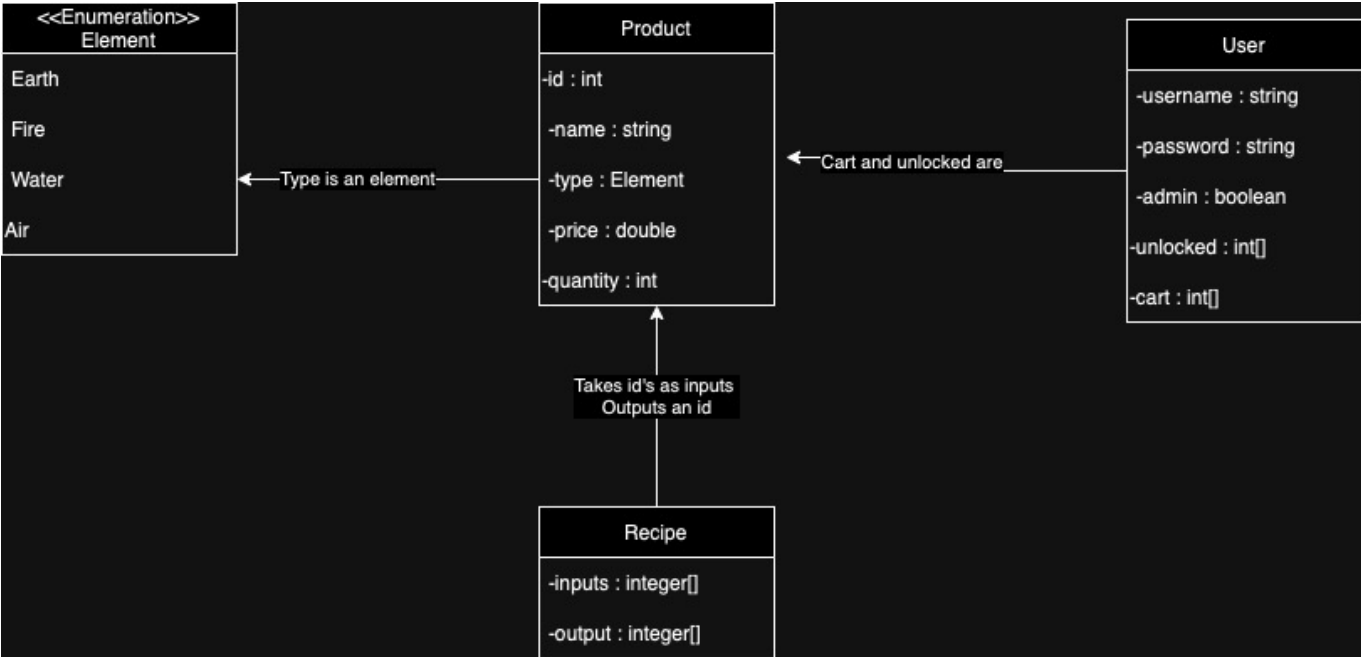 <<Enumeration>>
Element
Earth
Fire
Water
Air
Type is an element
Product
-id : int
-name : string
-type : Element
-price : double
-quantity : int
Cart and unlocked are
User
-username : string
-password : string
-admin : boolean
-unlocked : int[]
-cart : int[]
Takes id's as inputs
Outputs an id
Recipe
-inputs : integer[]
-output : integer[]